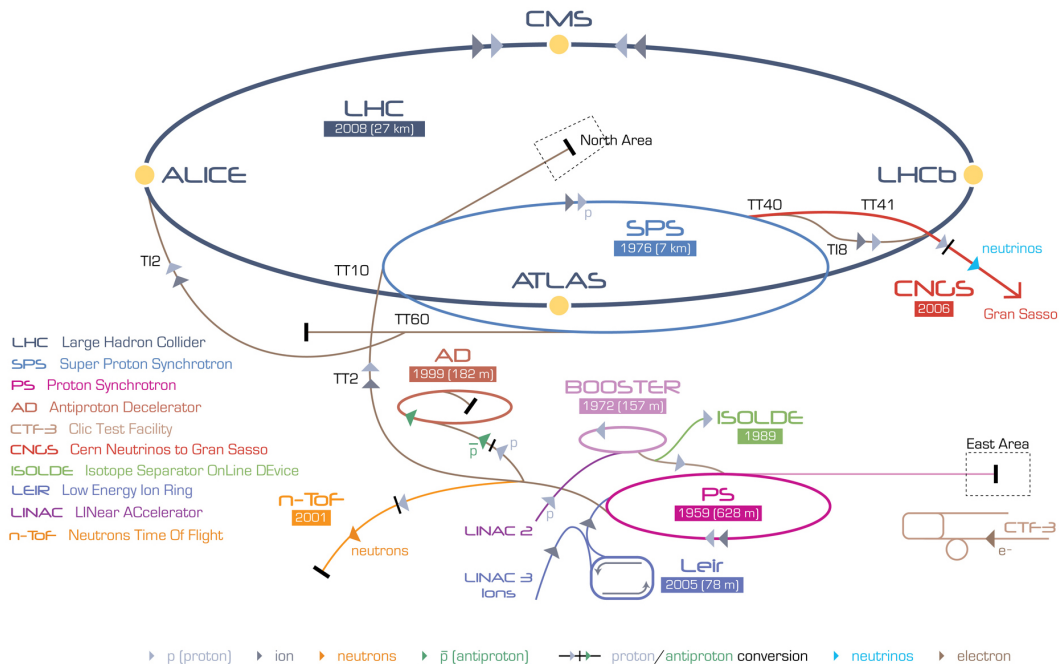 CMS
LHC
2008 (27 km)
North Area
ALICE
LHCb
TT40
TT41
p
SPS
1976 (7 km)
TI8
neutrinos
TI2
TT10
ATLAS
CNGS
2006
Gran Sasso
TT60
LHC Large Hadron Collider
SPS Super Proton Synchrotron
PS Proton Synchrotron
AD Antiproton Decelerator
CTF-3 Clic Test Facility
CNGS Cern Neutrinos to Gran Sasso
ISOLDE Isotope Separator OnLine DEvice
LEIR Low Energy Ion Ring
LINAC LINear ACcelerator
n-ToF Neutrons Time Of Flight
AD
1999 (182 m)
TT2
BOOSTER
1972 (157 m)
ISOLDE
1989
p
p̄
East Area
n-ToF
2001
neutrons
LINAC 2
p
PS
1959 (628 m)
CTF-3
e-
LINAC 3
Ions
Leir
2005 (78 m)
p (proton)
ion
neutrons
p̄ (antiproton)
proton/antiproton conversion
neutrinos
electron